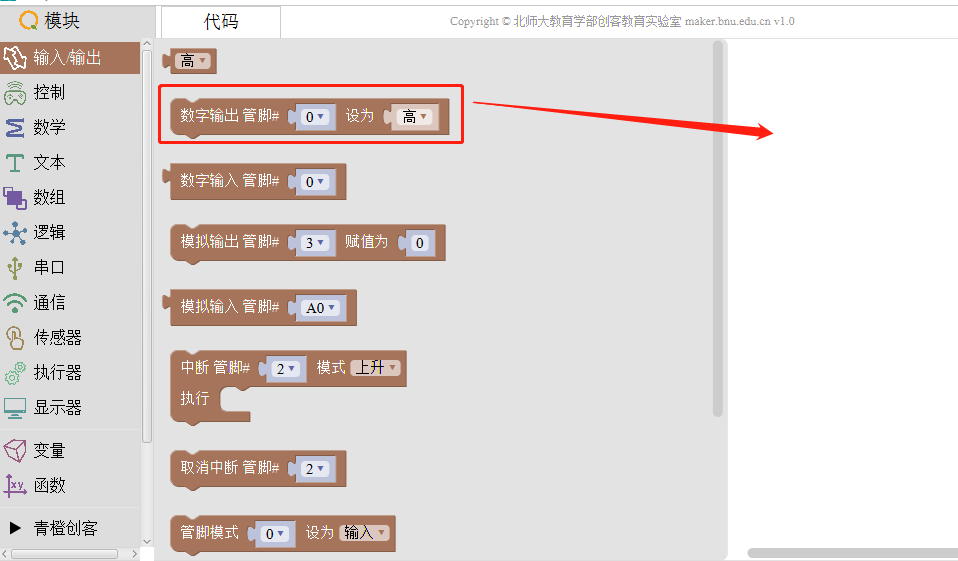 模块
代码
Copyright © 北师大教育学部创客教育实验室 maker.bnu.edu.cn v1.0
输入/输出
控制
数学
文本
数组
逻辑
串口
通信
传感器
执行器
显示器
变量
函数
青橙创客
高
数字输出 管脚# 0 设为 高
数字输入 管脚# 0
模拟输出 管脚# 3 赋值为 0
模拟输入 管脚# A0
中断 管脚# 2 模式 上升
执行
取消中断 管脚# 2
管脚模式 0 设为 输入